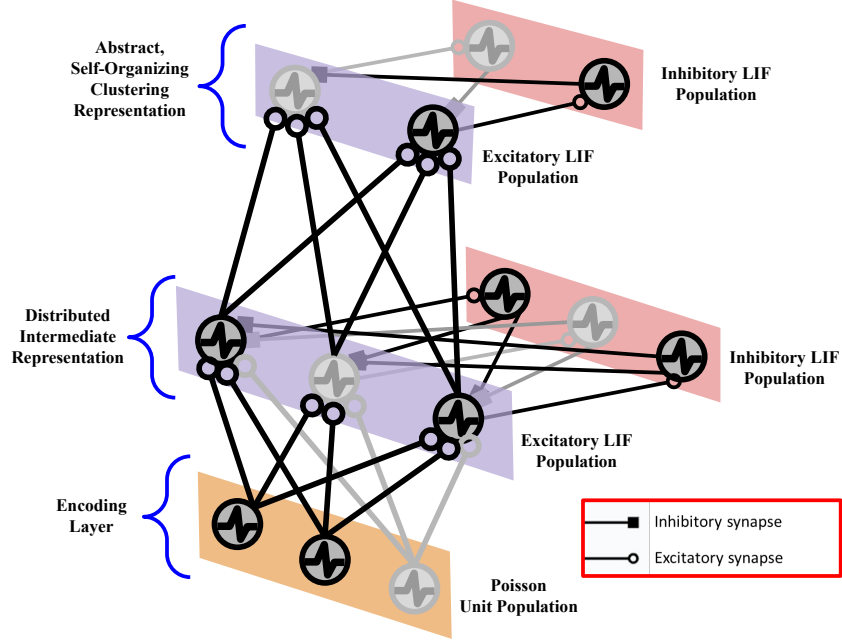 Abstract,
Self-Organizing
Clustering
Representation
Inhibitory LIF
Population
Excitatory LIF
Population
Distributed
Intermediate
Representation
Inhibitory LIF
Population
Excitatory LIF
Population
Encoding
Layer
Inhibitory synapse
Excitatory synapse
Poisson
Unit Population